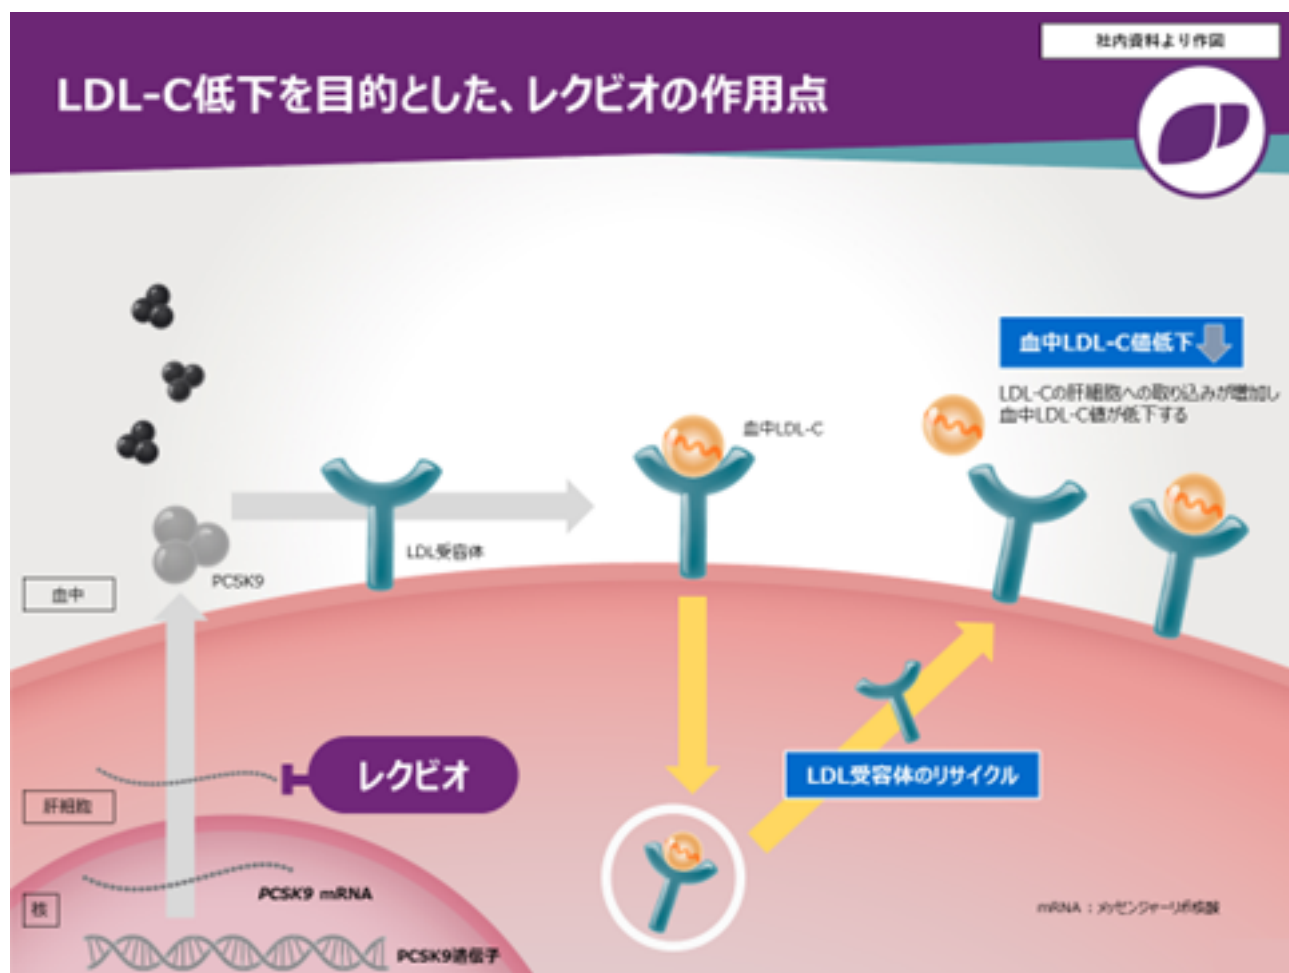 社内資料より作図
LDL-C低下を目的とした、レクビオの作用点
血中LDL-C値低下
LDL-Cの肝細胞への取り込みが増加し
血中LDL-C値が低下する
血中LDL-C
LDL受容体
PCSK9
血中
レクビオ
LDL受容体のリサイクル
肝細胞
PCSK9 mRNA
核
mRNA：メッセンジャーリボ核酸
PCSK9遺伝子